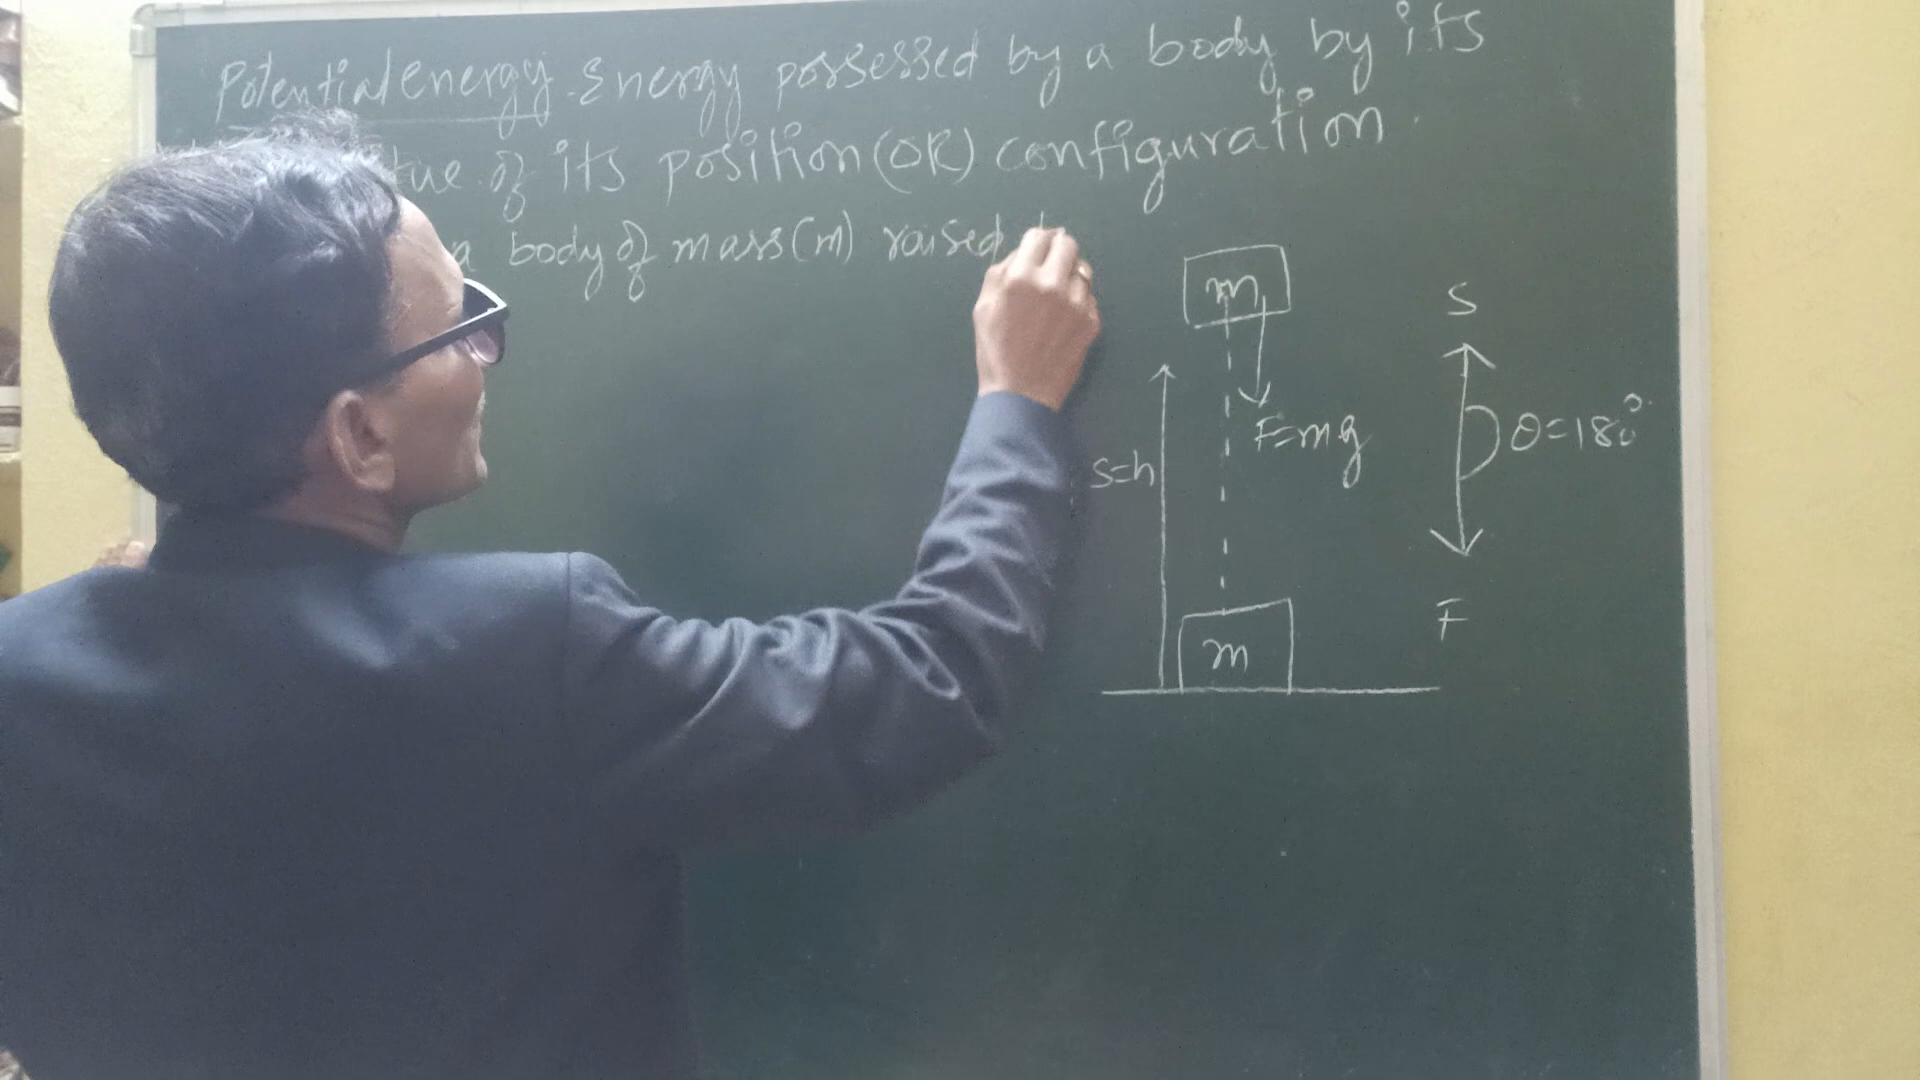 Potential energy. Energy possessed by a body by its
of its position (OR) configuration.
a body of mass (m) raised
m
F=mg
s=h
m
S
θ=180°
F